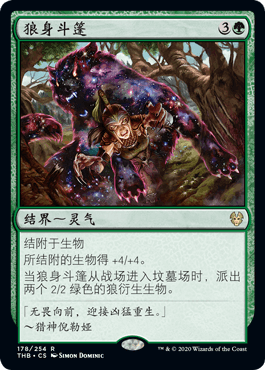 狼身斗篷 3
结界～灵气
结附于生物
所结附的生物得 +4/+4。
当狼身斗篷从战场进入坟墓场时，派出
两个 2/2 绿色的狼衍生生物。
「无畏向前，迎接凶猛重生。」
～猎神倪勒娅
178/254 R
THB • CS SIMON DOMINIC
™ & © 2020 Wizards of the Coast